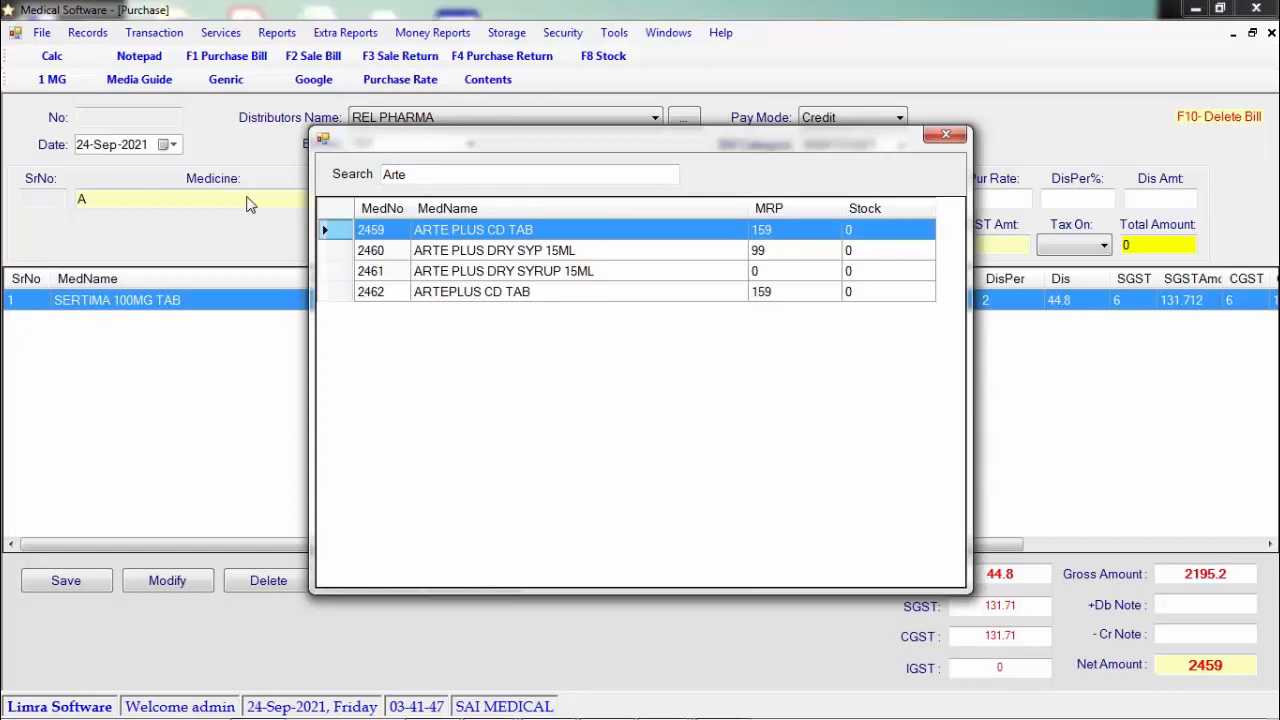 Medical Software - [Purchase]
File Records Transaction Services Reports Extra Reports Money Reports Storage Security Tools Windows Help
Calc Notepad F1 Purchase Bill F2 Sale Bill F3 Sale Return F4 Purchase Return F8 Stock
1 MG Media Guide Genric Google Purchase Rate Contents
No: Distributors Name: REL PHARMA ... Pay Mode: Credit F10- Delete Bill
Date: 24-Sep-2021
Search Arte
SrNo: Medicine: Rate: DisPer%: Dis Amt:
A
MedNo MedName MRP Stock
Amt: Tax On: Total Amount:
2459 ARTE PLUS CD TAB 159 0
0
2460 ARTE PLUS DRY SYP 15ML 99 0
2461 ARTE PLUS DRY SYRUP 15ML 0 0
2462 ARTEPLUS CD TAB 159 0
SrNo MedName DisPer Dis SGST SGSTAmo CGST
1 SERTIMA 100MG TAB 2 44.8 6 131.712 6
Save Modify Delete
44.8 Gross Amount : 2195.2
SGST: 131.71 +Db Note :
CGST : 131.71 - Cr Note :
IGST : 0 Net Amount : 2459
Limra Software Welcome admin 24-Sep-2021, Friday 03-41-47 SAI MEDICAL